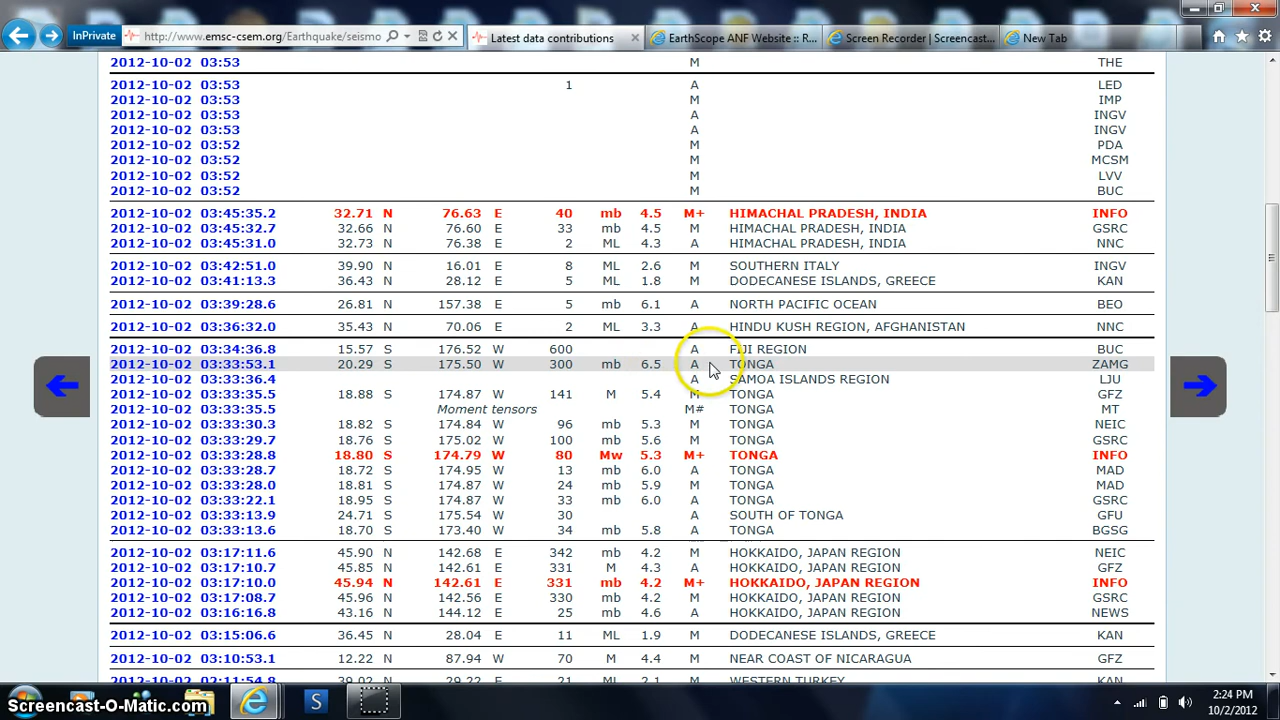 InPrivate http://www.emsc-csem.org/Earthquake/seismo Latest data contributions EarthScope ANF Website :: R... Screen Recorder | Screencast... New Tab
2012-10-02 03:53 M THE
2012-10-02 03:53 1 A LED
2012-10-02 03:53 M IMP
2012-10-02 03:53 A INGV
2012-10-02 03:53 A INGV
2012-10-02 03:52 M PDA
2012-10-02 03:52 M MCSM
2012-10-02 03:52 M LVV
2012-10-02 03:52 M BUC
2012-10-02 03:45:35.2 32.71 N 76.63 E 40 mb 4.5 M+ HIMACHAL PRADESH, INDIA INFO
2012-10-02 03:45:32.7 32.66 N 76.60 E 33 mb 4.5 M HIMACHAL PRADESH, INDIA GSRC
2012-10-02 03:45:31.0 32.73 N 76.38 E 2 ML 4.3 A HIMACHAL PRADESH, INDIA NNC
2012-10-02 03:42:51.0 39.90 N 16.01 E 8 ML 2.6 M SOUTHERN ITALY INGV
2012-10-02 03:41:13.3 36.43 N 28.12 E 5 ML 1.8 M DODECANESE ISLANDS, GREECE KAN
2012-10-02 03:39:28.6 26.81 N 157.38 E 5 mb 6.1 A NORTH PACIFIC OCEAN BEO
2012-10-02 03:36:32.0 35.43 N 70.06 E 2 ML 3.3 A HINDU KUSH REGION, AFGHANISTAN NNC
2012-10-02 03:34:36.8 15.57 S 176.52 W 600 A FIJI REGION BUC
2012-10-02 03:33:53.1 20.29 S 175.50 W 300 mb 6.5 A TONGA ZAMG
2012-10-02 03:33:36.4 A SAMOA ISLANDS REGION LJU
2012-10-02 03:33:35.5 18.88 S 174.87 W 141 M 5.4 M TONGA GFZ
2012-10-02 03:33:35.5 Moment tensors M# TONGA MT
2012-10-02 03:33:30.3 18.82 S 174.84 W 96 mb 5.3 M TONGA NEIC
2012-10-02 03:33:29.7 18.76 S 175.02 W 100 mb 5.6 M TONGA GSRC
2012-10-02 03:33:28.8 18.80 S 174.79 W 80 Mw 5.3 M+ TONGA INFO
2012-10-02 03:33:28.7 18.72 S 174.95 W 13 mb 6.0 A TONGA MAD
2012-10-02 03:33:28.0 18.81 S 174.87 W 24 mb 5.9 M TONGA MAD
2012-10-02 03:33:22.1 18.95 S 174.87 W 33 mb 6.0 A TONGA GSRC
2012-10-02 03:33:13.9 24.71 S 175.54 W 30 A SOUTH OF TONGA GFU
2012-10-02 03:33:13.6 18.70 S 173.40 W 34 mb 5.8 A TONGA BGSG
2012-10-02 03:17:11.6 45.90 N 142.68 E 342 mb 4.2 M HOKKAIDO, JAPAN REGION NEIC
2012-10-02 03:17:10.7 45.85 N 142.61 E 331 M 4.3 A HOKKAIDO, JAPAN REGION GFZ
2012-10-02 03:17:10.0 45.94 N 142.61 E 331 mb 4.2 M+ HOKKAIDO, JAPAN REGION INFO
2012-10-02 03:17:08.7 45.96 N 142.56 E 330 mb 4.2 M HOKKAIDO, JAPAN REGION GSRC
2012-10-02 03:16:16.8 43.16 N 144.12 E 25 mb 4.6 A HOKKAIDO, JAPAN REGION NEWS
2012-10-02 03:15:06.6 36.45 N 28.04 E 11 ML 1.9 M DODECANESE ISLANDS, GREECE KAN
2012-10-02 03:10:53.1 12.22 N 87.94 W 70 M 4.4 M NEAR COAST OF NICARAGUA GFZ
2012-10-02 03:11:54.8 39.02 N 29.22 E 21 ML 2.1 M WESTERN TURKEY KAN
2:24 PM
10/2/2012
Screencast-O-Matic.com